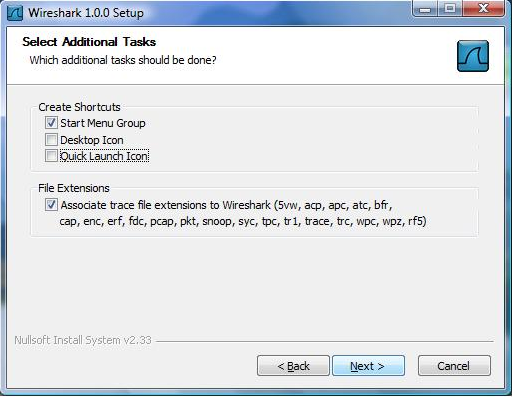 Wireshark 1.0.0 Setup
Select Additional Tasks
Which additional tasks should be done?
Create Shortcuts
Start Menu Group
Desktop Icon
Quick Launch Icon
File Extensions
Associate trace file extensions to Wireshark (5vw, acp, apc, atc, bfr,
cap, enc, erf, fdc, pcap, pkt, snoop, syc, tpc, tr1, trace, trc, wpc, wpz, rf5)
Nullsoft Install System v2.33
< Back
Next >
Cancel